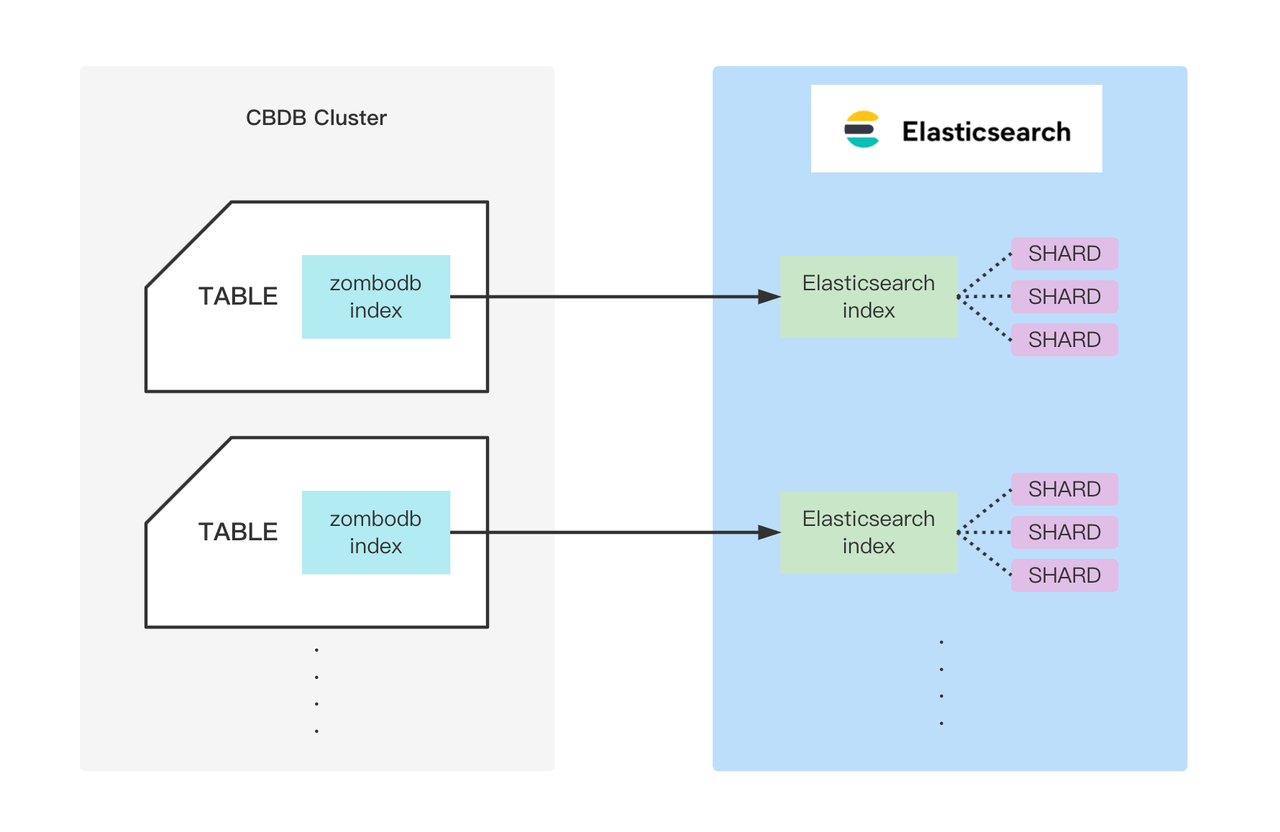 CBDB Cluster
Elasticsearch
TABLE
zombodb
index
Elasticsearch
index
SHARD
SHARD
SHARD
TABLE
zombodb
index
Elasticsearch
index
SHARD
SHARD
SHARD